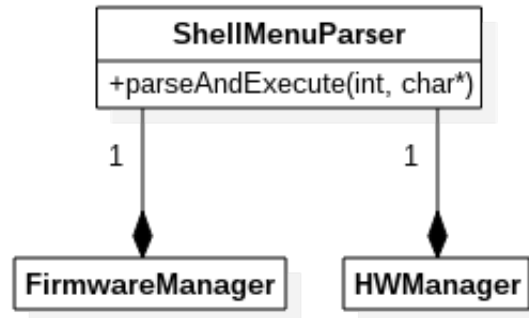 ShellMenuParser
+parseAndExecute(int, char*)
1
1
FirmwareManager
HWManager